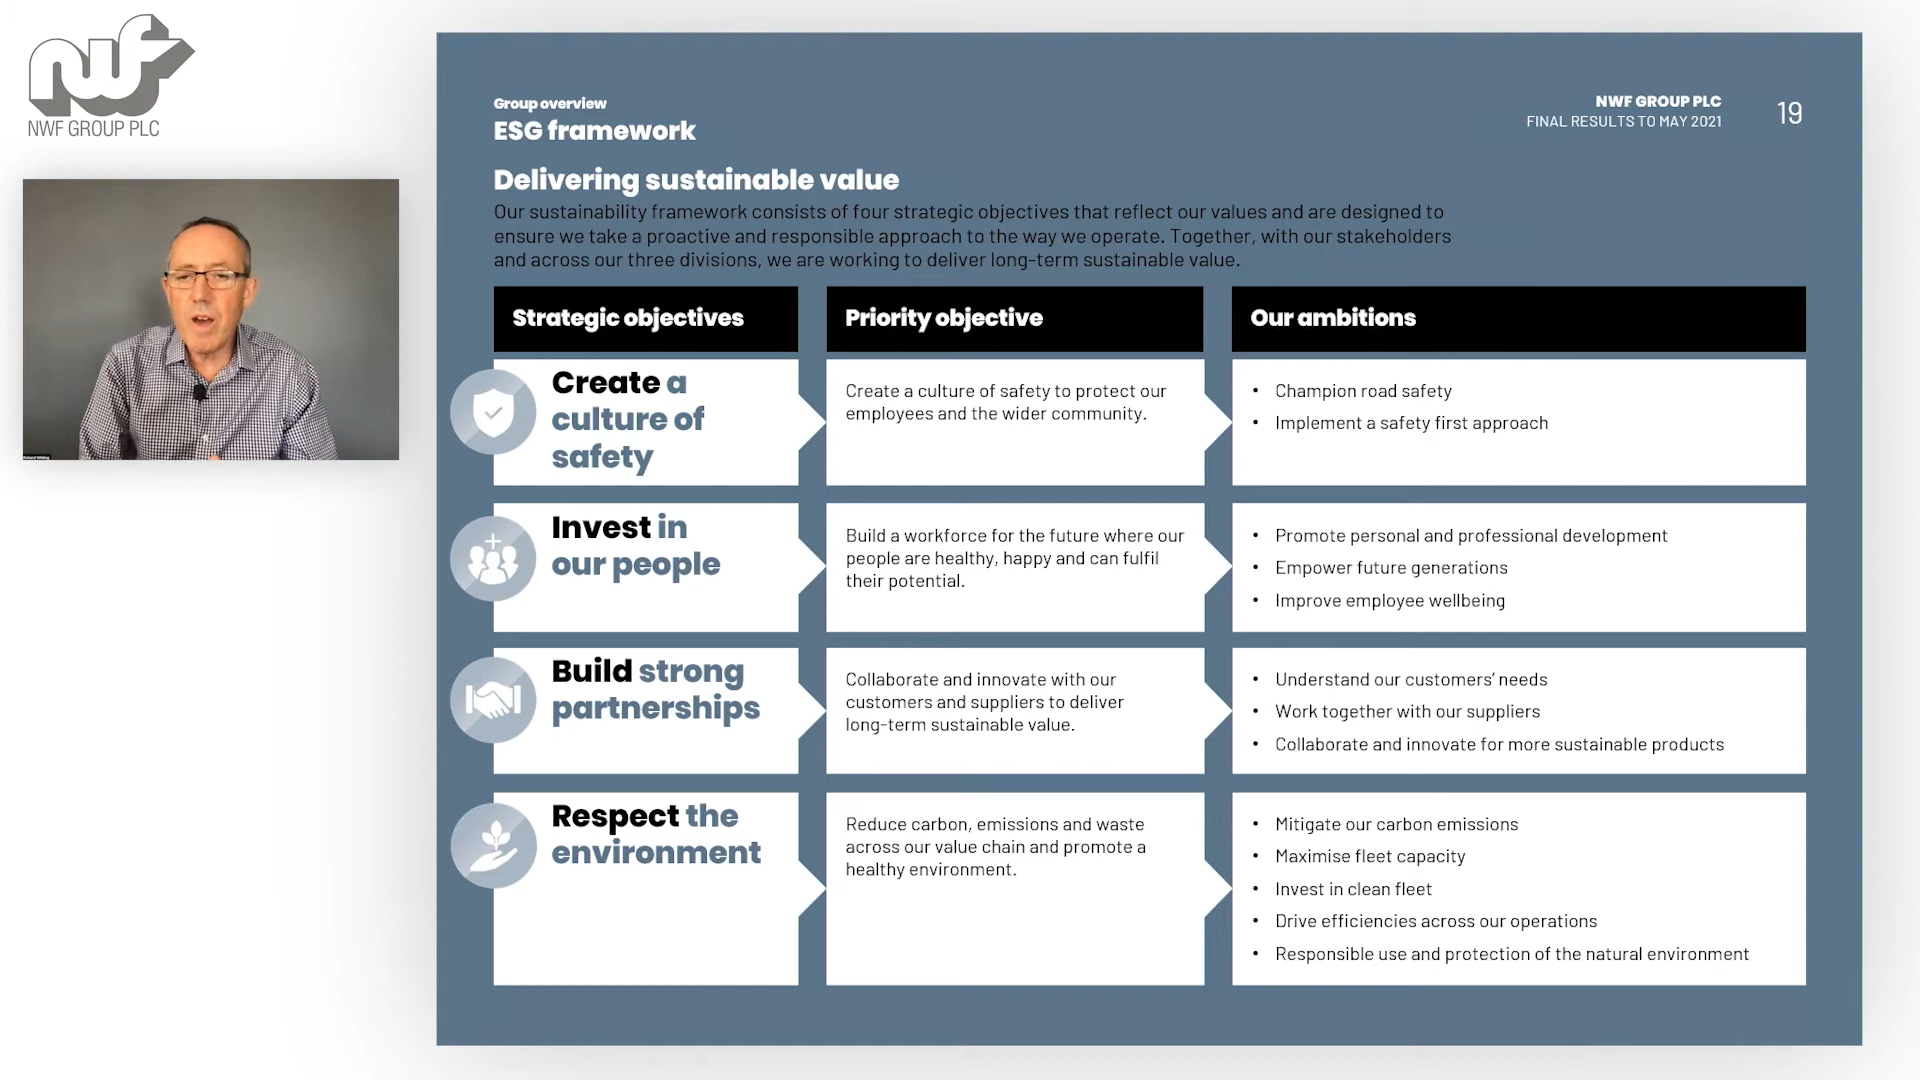 nwf
NWF GROUP PLC
Richard Whiting
Group overview
ESG framework
NWF GROUP PLC
FINAL RESULTS TO MAY 2021
19
Delivering sustainable value
Our sustainability framework consists of four strategic objectives that reflect our values and are designed to
ensure we take a proactive and responsible approach to the way we operate. Together, with our stakeholders
and across our three divisions, we are working to deliver long-term sustainable value.
Strategic objectives
Priority objective
Our ambitions
Create a
culture of
safety
Create a culture of safety to protect our
employees and the wider community.
• Champion road safety
• Implement a safety first approach
Invest in
our people
Build a workforce for the future where our
people are healthy, happy and can fulfil
their potential.
• Promote personal and professional development
• Empower future generations
• Improve employee wellbeing
Build strong
partnerships
Collaborate and innovate with our
customers and suppliers to deliver
long-term sustainable value.
• Understand our customers’ needs
• Work together with our suppliers
• Collaborate and innovate for more sustainable products
Respect the
environment
Reduce carbon, emissions and waste
across our value chain and promote a
healthy environment.
• Mitigate our carbon emissions
• Maximise fleet capacity
• Invest in clean fleet
• Drive efficiencies across our operations
• Responsible use and protection of the natural environment